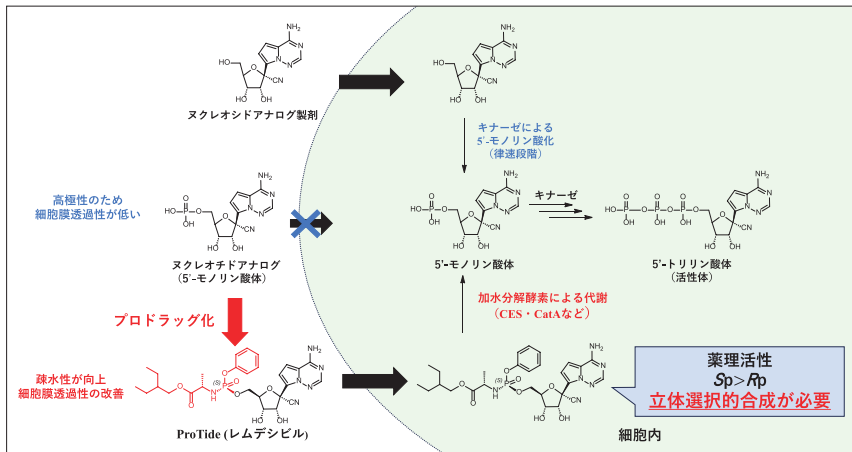 ヌクレオシドアナログ製剤
キナーゼによる
5'-モノリン酸化
(律速段階)
高極性のため
細胞膜透過性が低い
ヌクレオチドアナログ
(5'-モノリン酸体)
5'-モノリン酸体
キナーゼ
5'-トリリン酸体
(活性体)
プロドラッグ化
加水分解酵素による代謝
(CES・CatAなど)
疎水性が向上
細胞膜透過性の改善
ProTide (レムデシビル)
細胞内
薬理活性
Sp>Rp
立体選択的合成が必要
NH2
N
N
N
HO
O
CN
HO
OH
NH2
N
N
N
HO
O
CN
HO
OH
NH2
N
N
N
O
HO
P
O
OH
O
CN
HO
OH
NH2
N
N
N
O
HO
P
O
OH
O
CN
HO
OH
NH2
N
N
N
O
O
O
HO
P
O
P
O
P
O
OH
OH
OH
O
CN
HO
OH
O
O
O
N
H
(S)
P
O
O
O
CN
HO
OH
NH2
N
N
N
O
O
O
N
H
(S)
P
O
O
O
CN
HO
OH
NH2
N
N
N